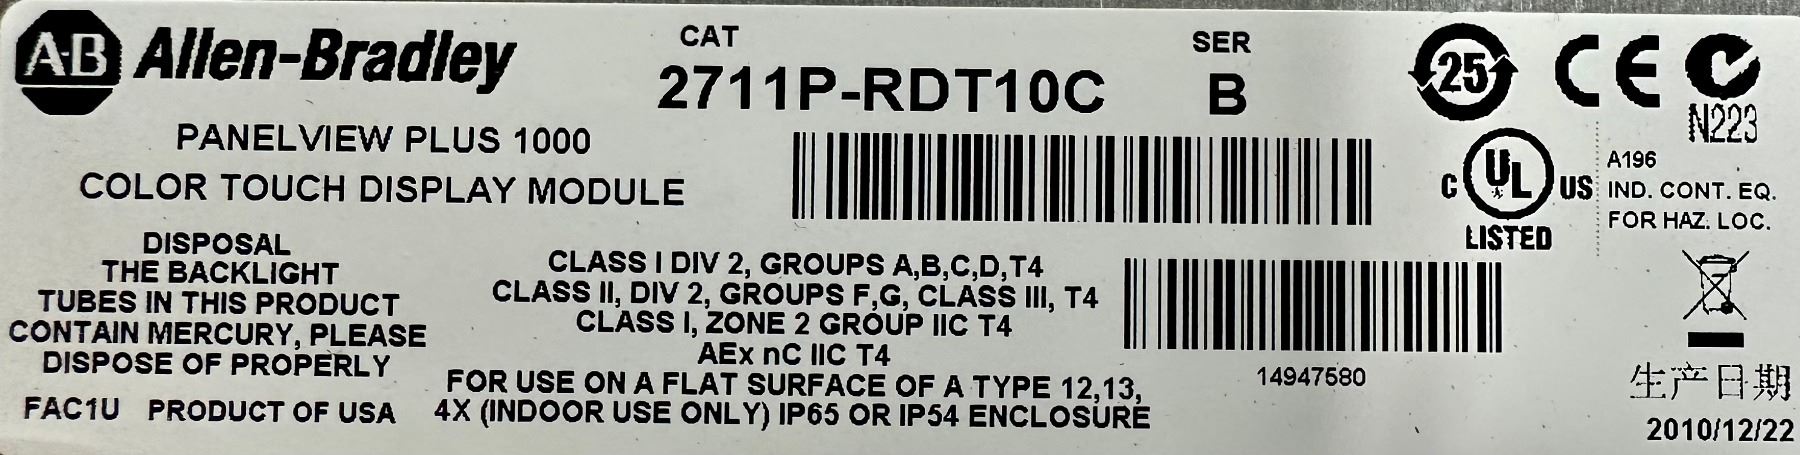 A-B Allen-Bradley
CAT
SER
2711P-RDT10C
B
PANELVIEW PLUS 1000
COLOR TOUCH DISPLAY MODULE
25
CE
N223
C UL US
LISTED
A196
IND. CONT. EQ.
FOR HAZ. LOC.
DISPOSAL
THE BACKLIGHT
TUBES IN THIS PRODUCT
CONTAIN MERCURY, PLEASE
DISPOSE OF PROPERLY
FAC1U PRODUCT OF USA
CLASS I DIV 2, GROUPS A,B,C,D,T4
CLASS II, DIV 2, GROUPS F,G, CLASS III, T4
CLASS I, ZONE 2 GROUP IIC T4
AEx nC IIC T4
FOR USE ON A FLAT SURFACE OF A TYPE 12,13,
4X (INDOOR USE ONLY) IP65 OR IP54 ENCLOSURE
14947580
生产日期
2010/12/22